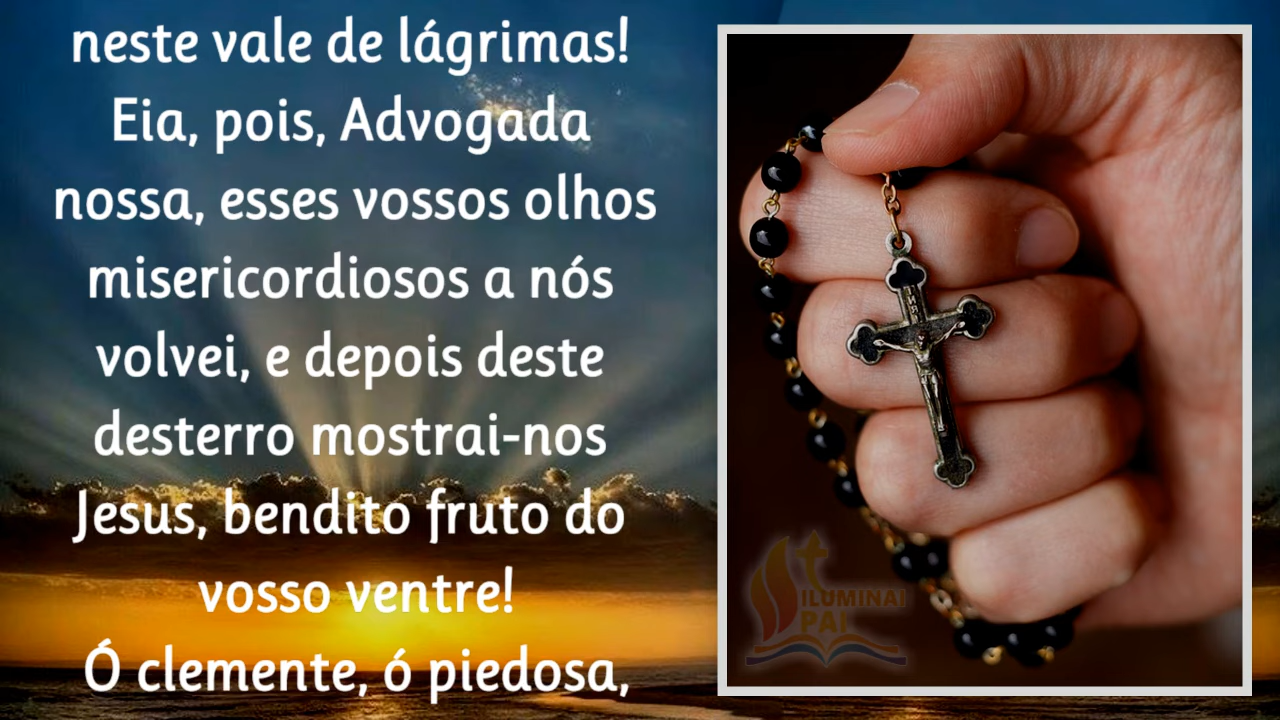 neste vale de lágrimas!
Eia, pois, Advogada
nossa, esses vossos olhos
misericordiosos a nós
volvei, e depois deste
desterro mostrai-nos
Jesus, bendito fruto do
vosso ventre!
Ó clemente, ó piedosa,
ILUMINAI
PAI